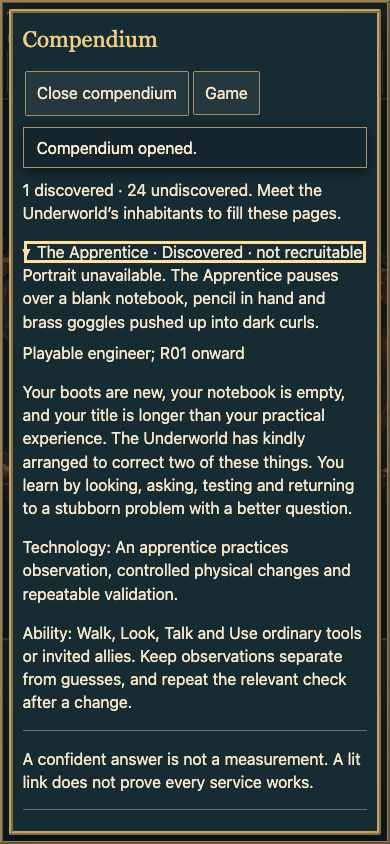 Compendium
Close compendium
Game
Compendium opened.
1 discovered · 24 undiscovered. Meet the
Underworld’s inhabitants to fill these pages.
The Apprentice · Discovered · not recruitable
Portrait unavailable. The Apprentice pauses
over a blank notebook, pencil in hand and
brass goggles pushed up into dark curls.
Playable engineer; R01 onward
Your boots are new, your notebook is empty,
and your title is longer than your practical
experience. The Underworld has kindly
arranged to correct two of these things. You
learn by looking, asking, testing and returning
to a stubborn problem with a better question.
Technology: An apprentice practices
observation, controlled physical changes and
repeatable validation.
Ability: Walk, Look, Talk and Use ordinary tools
or invited allies. Keep observations separate
from guesses, and repeat the relevant check
after a change.
A confident answer is not a measurement. A lit
link does not prove every service works.